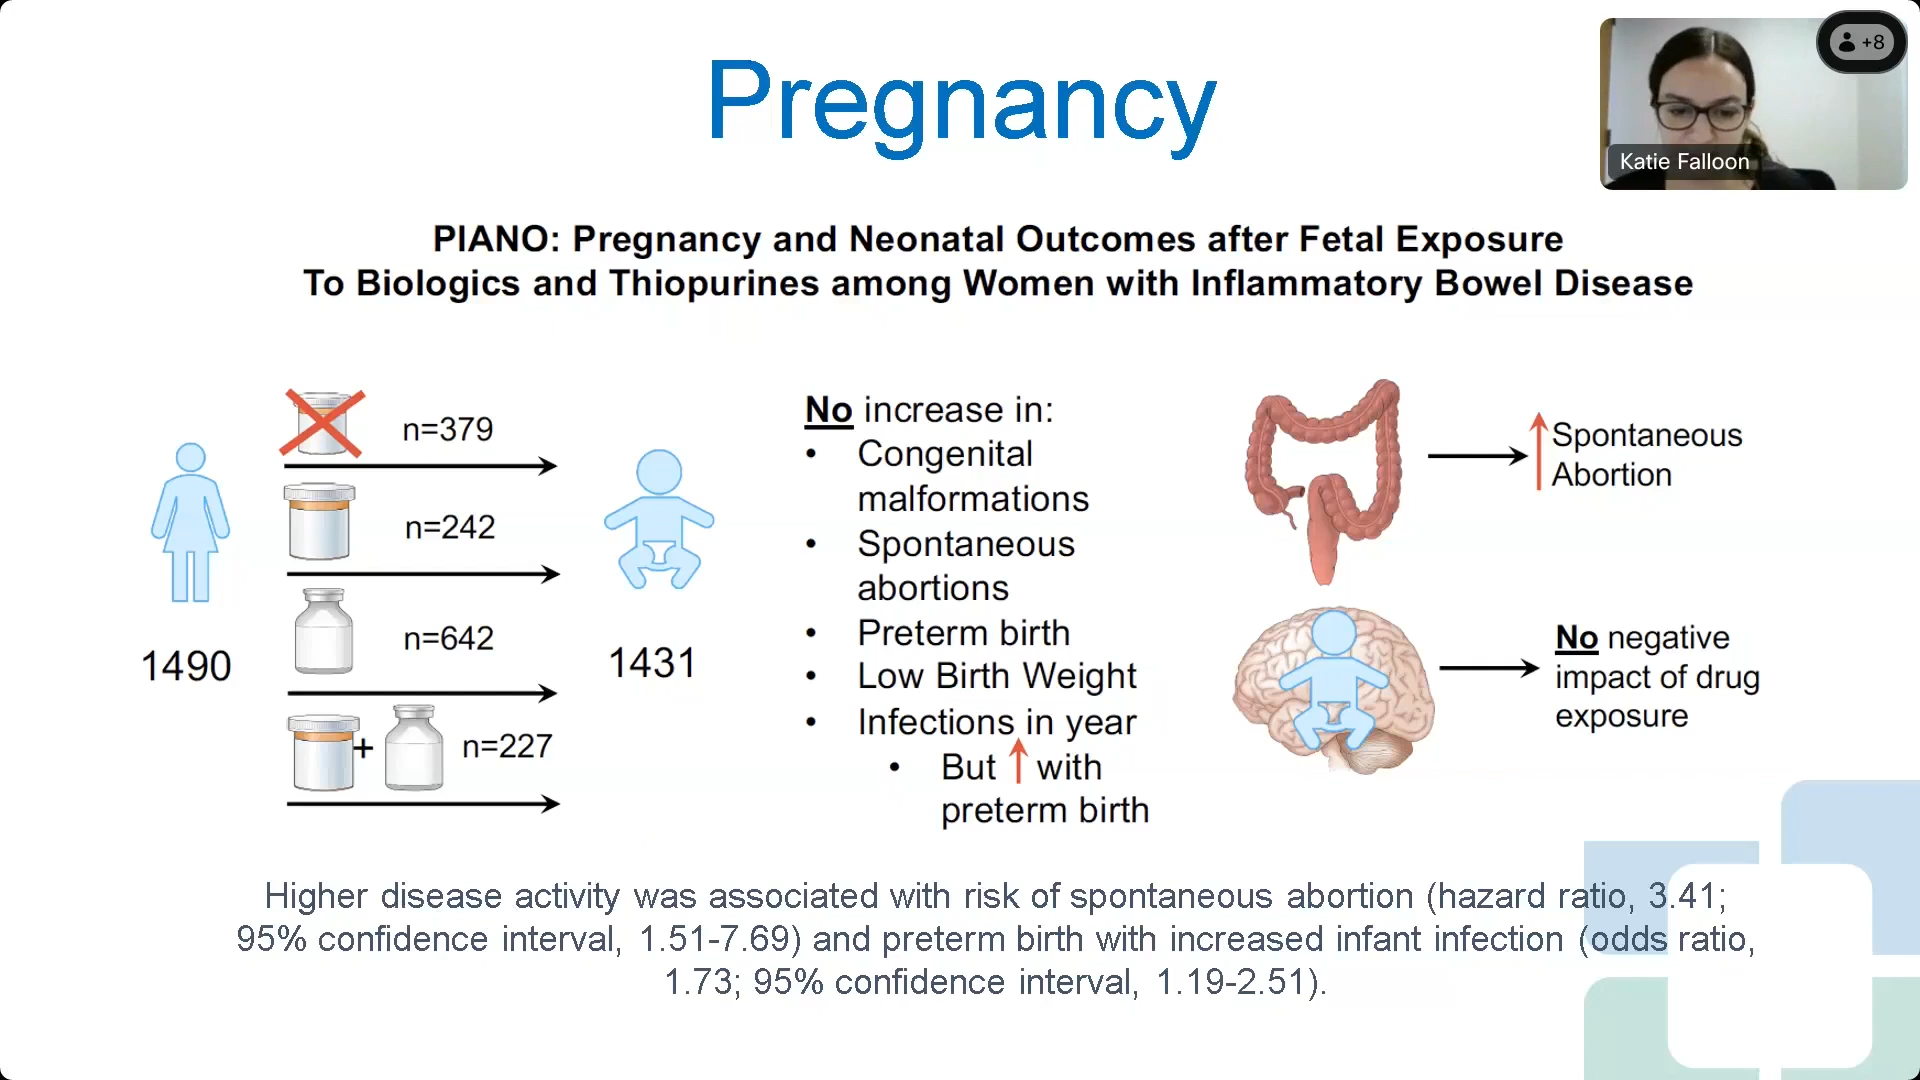 Pregnancy
+8
Katie Falloon
PIANO: Pregnancy and Neonatal Outcomes after Fetal Exposure
To Biologics and Thiopurines among Women with Inflammatory Bowel Disease
1490
n=379
n=242
n=642
+
n=227
1431
No increase in:
• Congenital
malformations
• Spontaneous
abortions
• Preterm birth
• Low Birth Weight
• Infections in year
• But ↑ with
preterm birth
Spontaneous
Abortion
No negative
impact of drug
exposure
Higher disease activity was associated with risk of spontaneous abortion (hazard ratio, 3.41;
95% confidence interval, 1.51-7.69) and preterm birth with increased infant infection (odds ratio,
1.73; 95% confidence interval, 1.19-2.51).